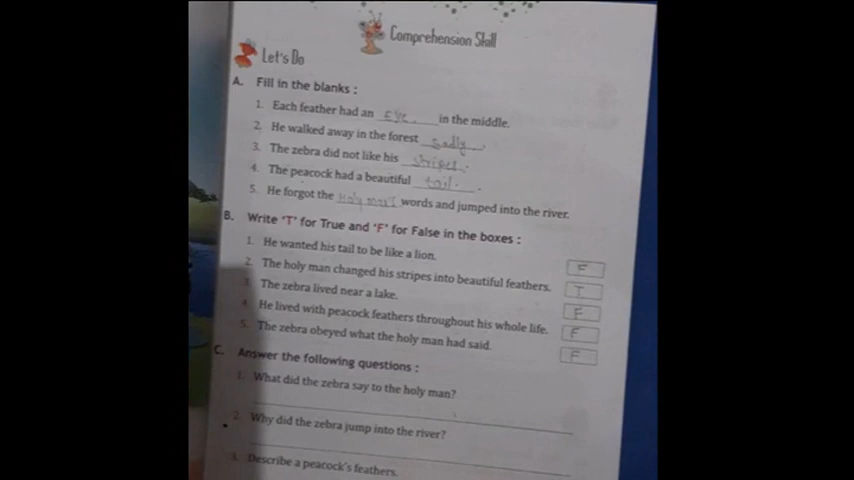 Comprehension Skill
Let's Do
A. Fill in the blanks :
1. Each feather had an Eye. in the middle.
2. He walked away in the forest sadly.
3. The zebra did not like his stripes.
4. The peacock had a beautiful tail.
5. He forgot the Holy man's words and jumped into the river.
B. Write 'T' for True and 'F' for False in the boxes :
1. He wanted his tail to be like a lion. F
2. The holy man changed his stripes into beautiful feathers. T
3. The zebra lived near a lake. F
4. He lived with peacock feathers throughout his whole life. F
5. The zebra obeyed what the holy man had said. F
C. Answer the following questions :
1. What did the zebra say to the holy man?
2. Why did the zebra jump into the river?
3. Describe a peacock's feathers.